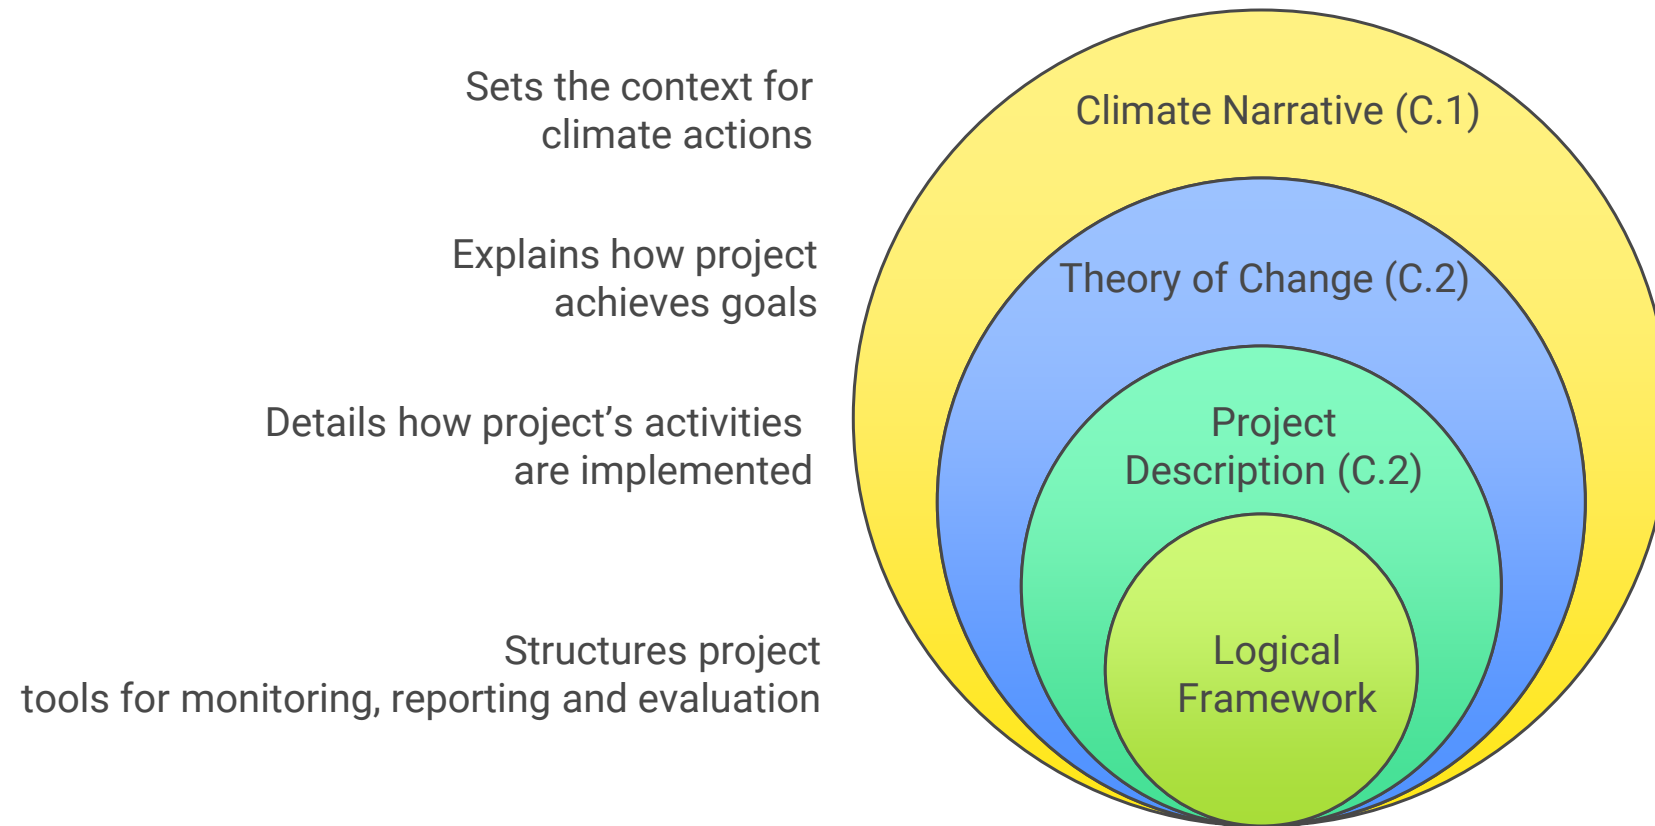 Sets the context for
climate actions
Climate Narrative (C.1)
Explains how project
achieves goals
Theory of Change (C.2)
Details how project’s activities
are implemented
Project
Description (C.2)
Structures project
tools for monitoring, reporting and evaluation
Logical
Framework